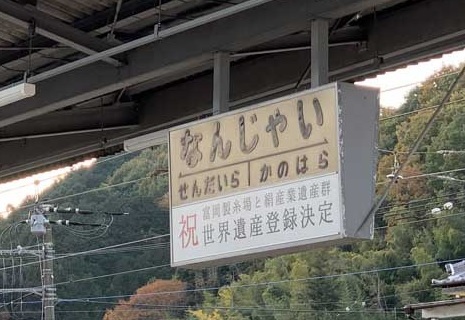 なんじゃい
せんだいら かのはら
祝 富岡製糸場と絹産業遺産群
世界遺産登録決定